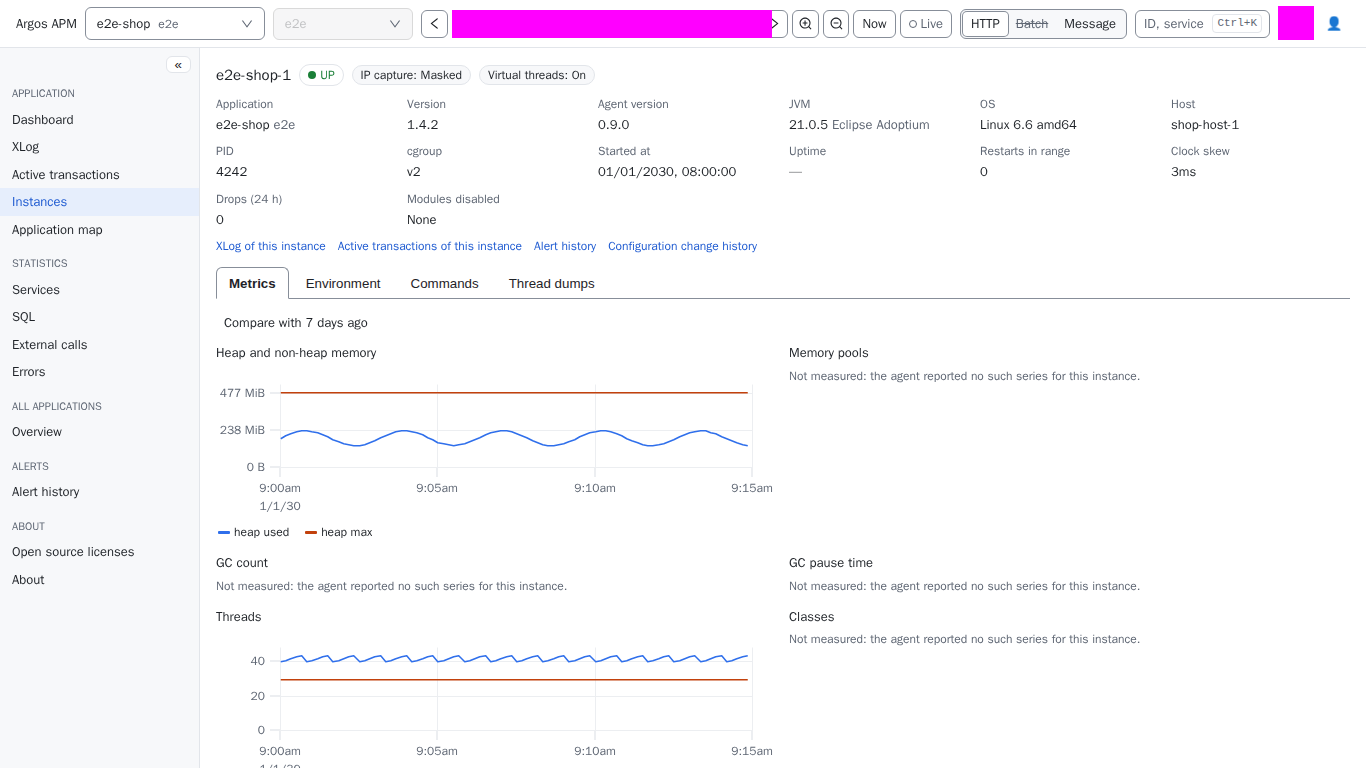 Argos APM
e2e-shop e2e
e2e
Now
Live
HTTP Batch Message
ID, service Ctrl+K
«
APPLICATION
Dashboard
XLog
Active transactions
Instances
Application map
STATISTICS
Services
SQL
External calls
Errors
ALL APPLICATIONS
Overview
ALERTS
Alert history
ABOUT
Open source licenses
About
e2e-shop-1 UP IP capture: Masked Virtual threads: On
Application Version Agent version JVM OS Host
e2e-shop e2e 1.4.2 0.9.0 21.0.5 Eclipse Adoptium Linux 6.6 amd64 shop-host-1
PID cgroup Started at Uptime Restarts in range Clock skew
4242 v2 01/01/2030, 08:00:00 — 0 3ms
Drops (24 h) Modules disabled
0 None
XLog of this instance Active transactions of this instance Alert history Configuration change history
Metrics Environment Commands Thread dumps
Compare with 7 days ago
Heap and non-heap memory
477 MiB
238 MiB
0 B
9:00am 9:05am 9:10am 9:15am
1/1/30
heap used heap max
Memory pools
Not measured: the agent reported no such series for this instance.
GC count
Not measured: the agent reported no such series for this instance.
GC pause time
Not measured: the agent reported no such series for this instance.
Threads
40
20
0
9:00am 9:05am 9:10am 9:15am
1/1/30
Classes
Not measured: the agent reported no such series for this instance.